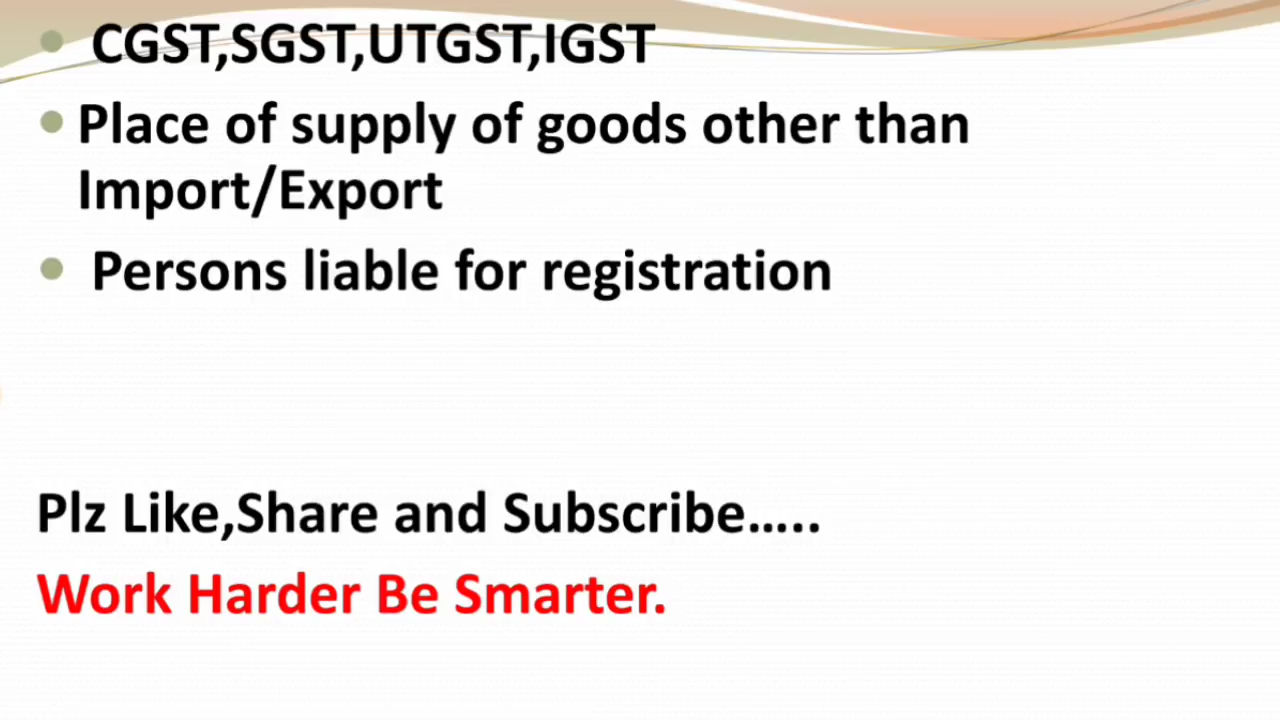 CGST,SGST,UTGST,IGST
Place of supply of goods other than
Import/Export
Persons liable for registration
Plz Like,Share and Subscribe.....
Work Harder Be Smarter.